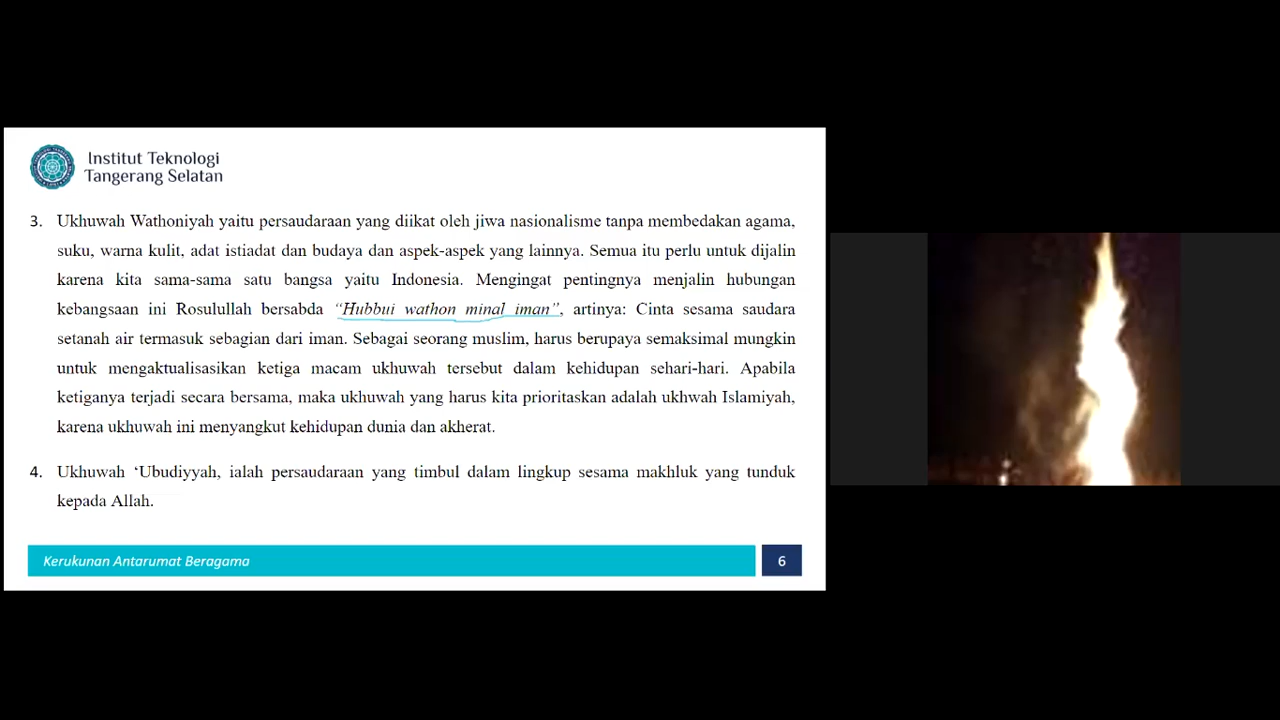 Institut Teknologi
Tangerang Selatan
3. Ukhuwah Wathoniyah yaitu persaudaraan yang diikat oleh jiwa nasionalisme tanpa membedakan agama,
suku, warna kulit, adat istiadat dan budaya dan aspek-aspek yang lainnya. Semua itu perlu untuk dijalin
karena kita sama-sama satu bangsa yaitu Indonesia. Mengingat pentingnya menjalin hubungan
kebangsaan ini Rosulullah bersabda “Hubbui wathon minal iman”, artinya: Cinta sesama saudara
setanah air termasuk sebagian dari iman. Sebagai seorang muslim, harus berupaya semaksimal mungkin
untuk mengaktualisasikan ketiga macam ukhuwah tersebut dalam kehidupan sehari-hari. Apabila
ketiganya terjadi secara bersama, maka ukhuwah yang harus kita prioritaskan adalah ukhwah Islamiyah,
karena ukhuwah ini menyangkut kehidupan dunia dan akherat.
4. Ukhuwah ‘Ubudiyyah, ialah persaudaraan yang timbul dalam lingkup sesama makhluk yang tunduk
kepada Allah.
Kerukunan Antarumat Beragama
6